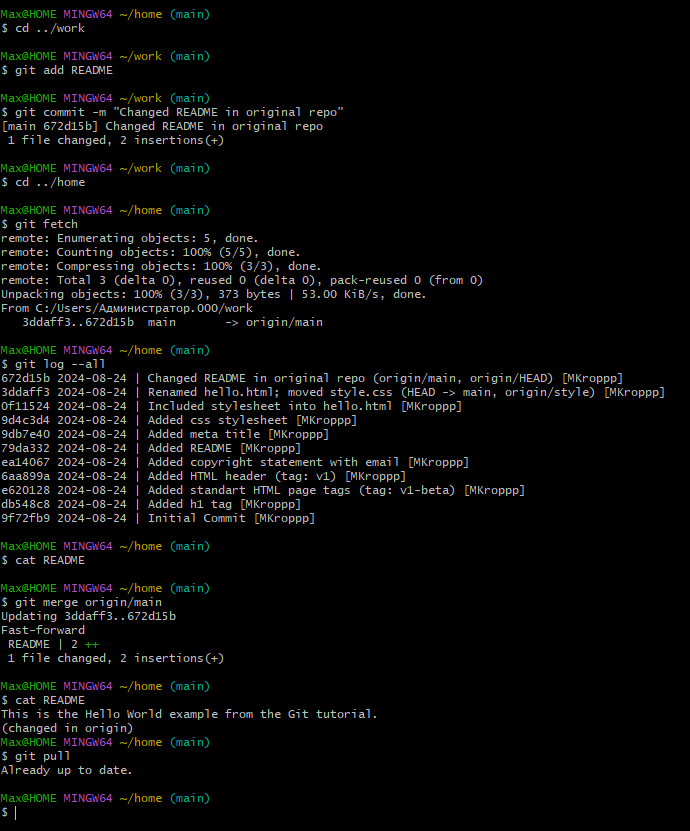 Max@HOME MINGW64 ~/home (main)
$ cd ../work
Max@HOME MINGW64 ~/work (main)
$ git add README
Max@HOME MINGW64 ~/work (main)
$ git commit -m "Changed README in original repo"
[main 672d15b] Changed README in original repo
 1 file changed, 2 insertions(+)
Max@HOME MINGW64 ~/work (main)
$ cd ../home
Max@HOME MINGW64 ~/home (main)
$ git fetch
remote: Enumerating objects: 5, done.
remote: Counting objects: 100% (5/5), done.
remote: Compressing objects: 100% (3/3), done.
remote: Total 3 (delta 0), reused 0 (delta 0), pack-reused 0 (from 0)
Unpacking objects: 100% (3/3), 373 bytes | 53.00 KiB/s, done.
From C:/Users/Администратор.000/work
   3ddaff3..672d15b  main       -> origin/main
Max@HOME MINGW64 ~/home (main)
$ git log --all
672d15b 2024-08-24 | Changed README in original repo (origin/main, origin/HEAD) [MKroppp]
3ddaff3 2024-08-24 | Renamed hello.html; moved style.css (HEAD -> main, origin/style) [MKroppp]
0f11524 2024-08-24 | Included stylesheet into hello.html [MKroppp]
9d4c3d4 2024-08-24 | Added css stylesheet [MKroppp]
9db7e40 2024-08-24 | Added meta title [MKroppp]
79da332 2024-08-24 | Added README [MKroppp]
ea14067 2024-08-24 | Added copyright statement with email [MKroppp]
6aa899a 2024-08-24 | Added HTML header (tag: v1) [MKroppp]
e620128 2024-08-24 | Added standart HTML page tags (tag: v1-beta) [MKroppp]
db548c8 2024-08-24 | Added h1 tag [MKroppp]
9f72fb9 2024-08-24 | Initial Commit [MKroppp]
Max@HOME MINGW64 ~/home (main)
$ cat README
Max@HOME MINGW64 ~/home (main)
$ git merge origin/main
Updating 3ddaff3..672d15b
Fast-forward
 README | 2 ++
 1 file changed, 2 insertions(+)
Max@HOME MINGW64 ~/home (main)
$ cat README
This is the Hello World example from the Git tutorial.
(changed in origin)
Max@HOME MINGW64 ~/home (main)
$ git pull
Already up to date.
Max@HOME MINGW64 ~/home (main)
$